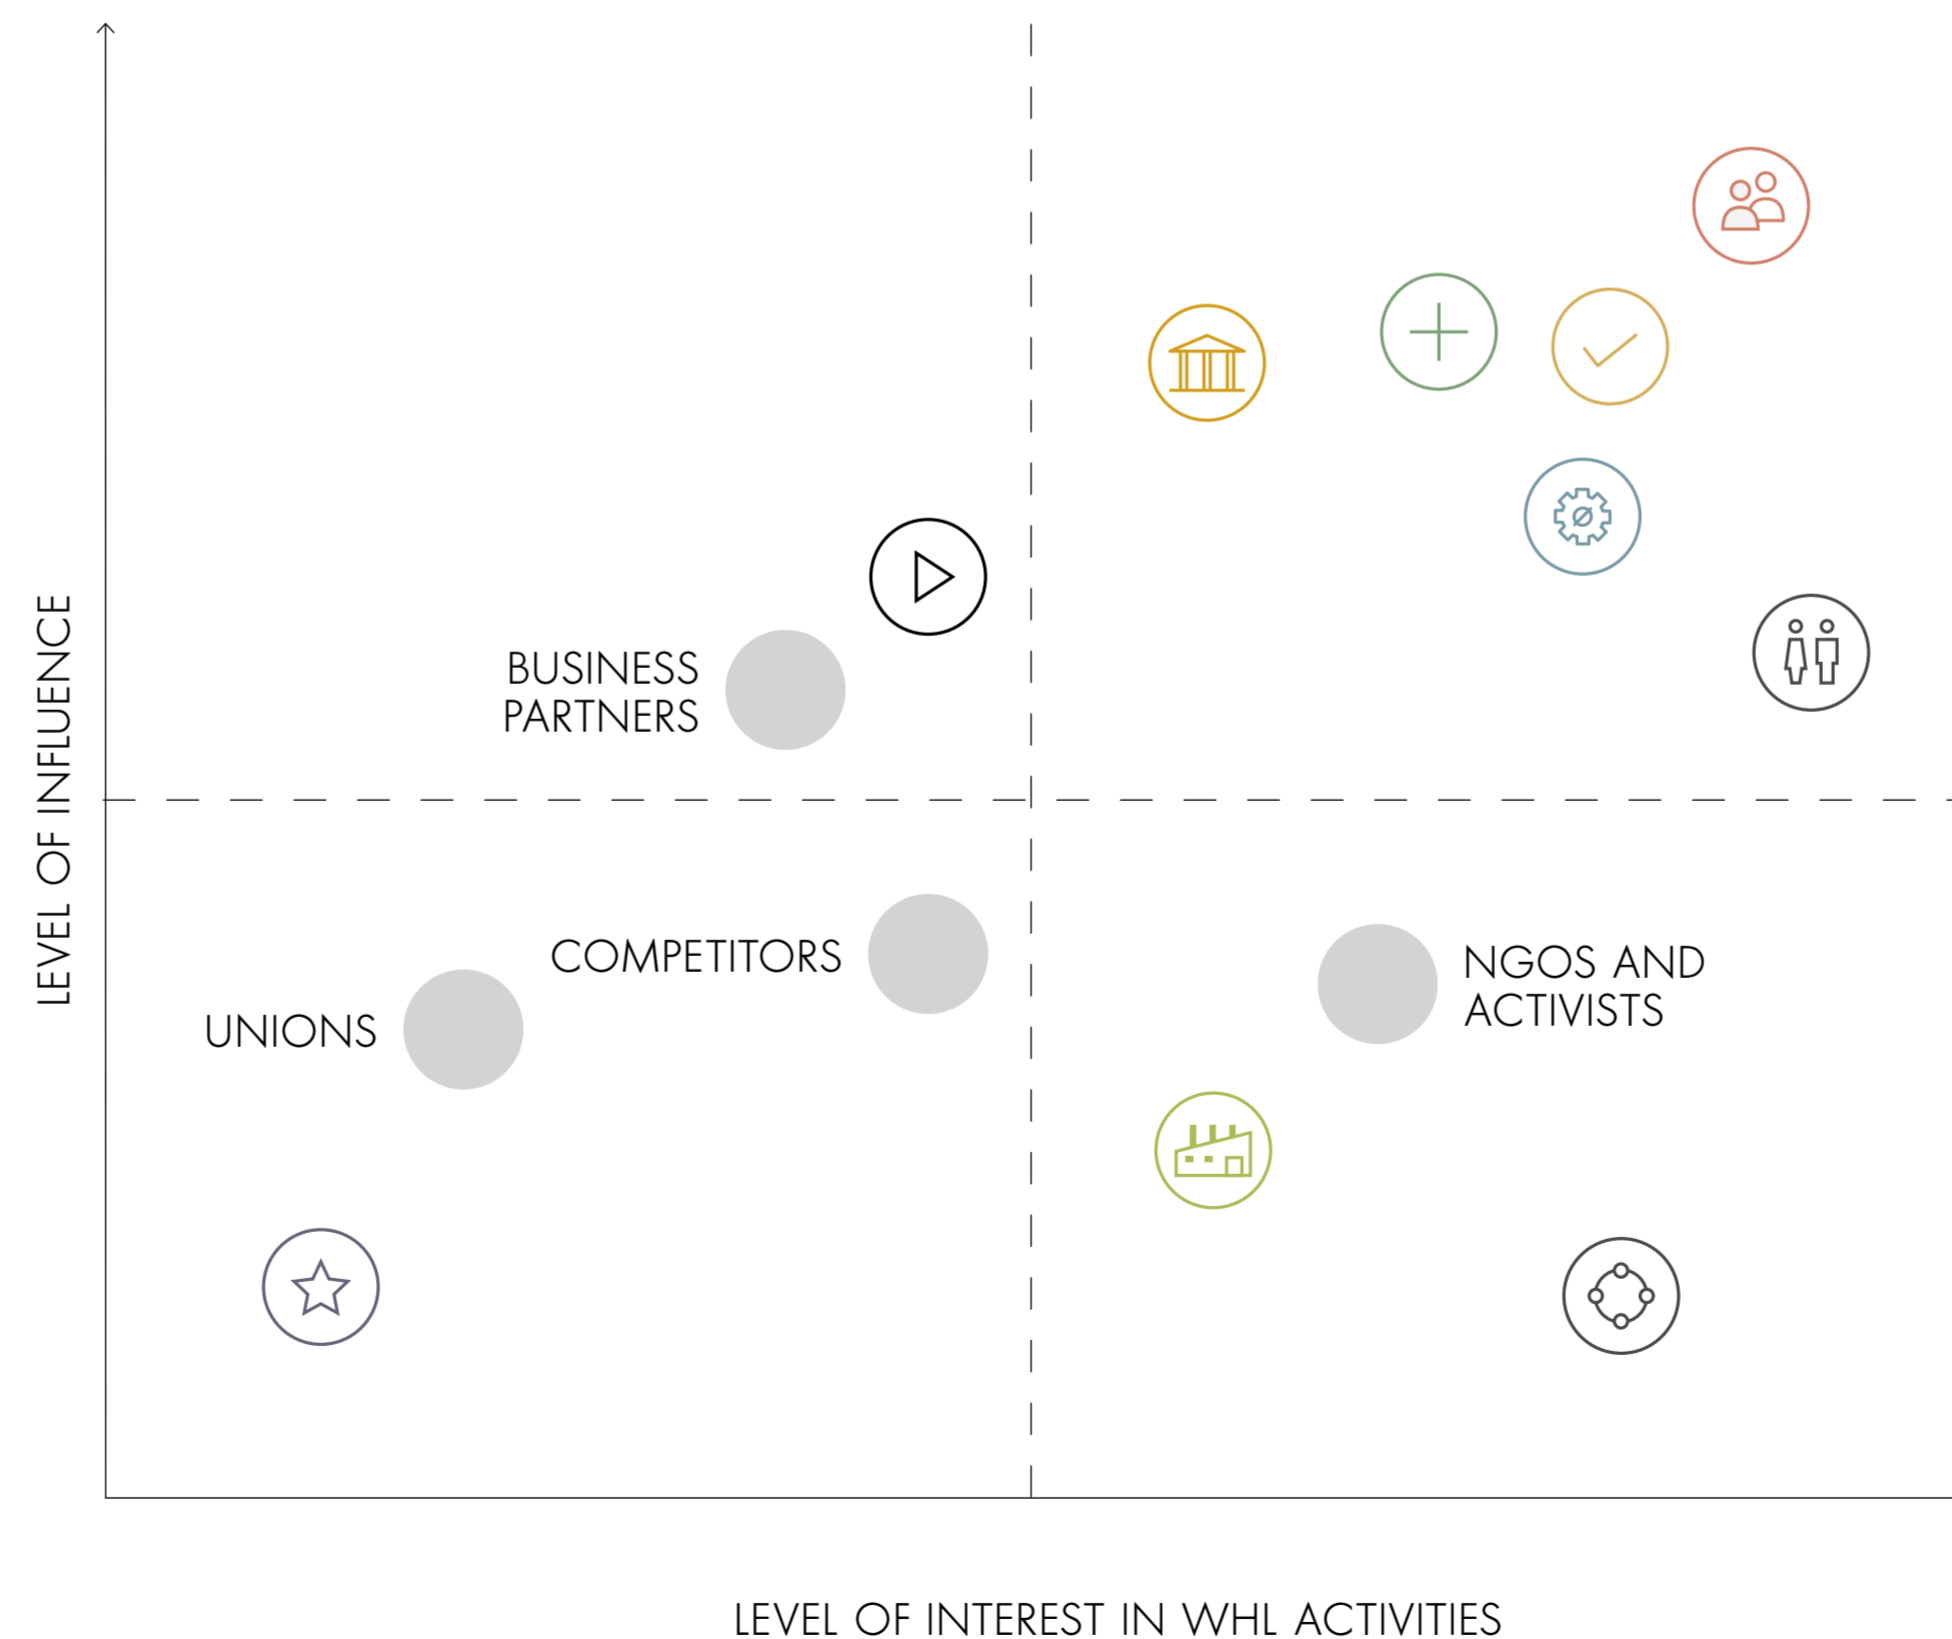 LEVEL OF INFLUENCE
BUSINESS
PARTNERS
COMPETITORS
UNIONS
NGOS AND
ACTIVISTS
LEVEL OF INTEREST IN WHL ACTIVITIES